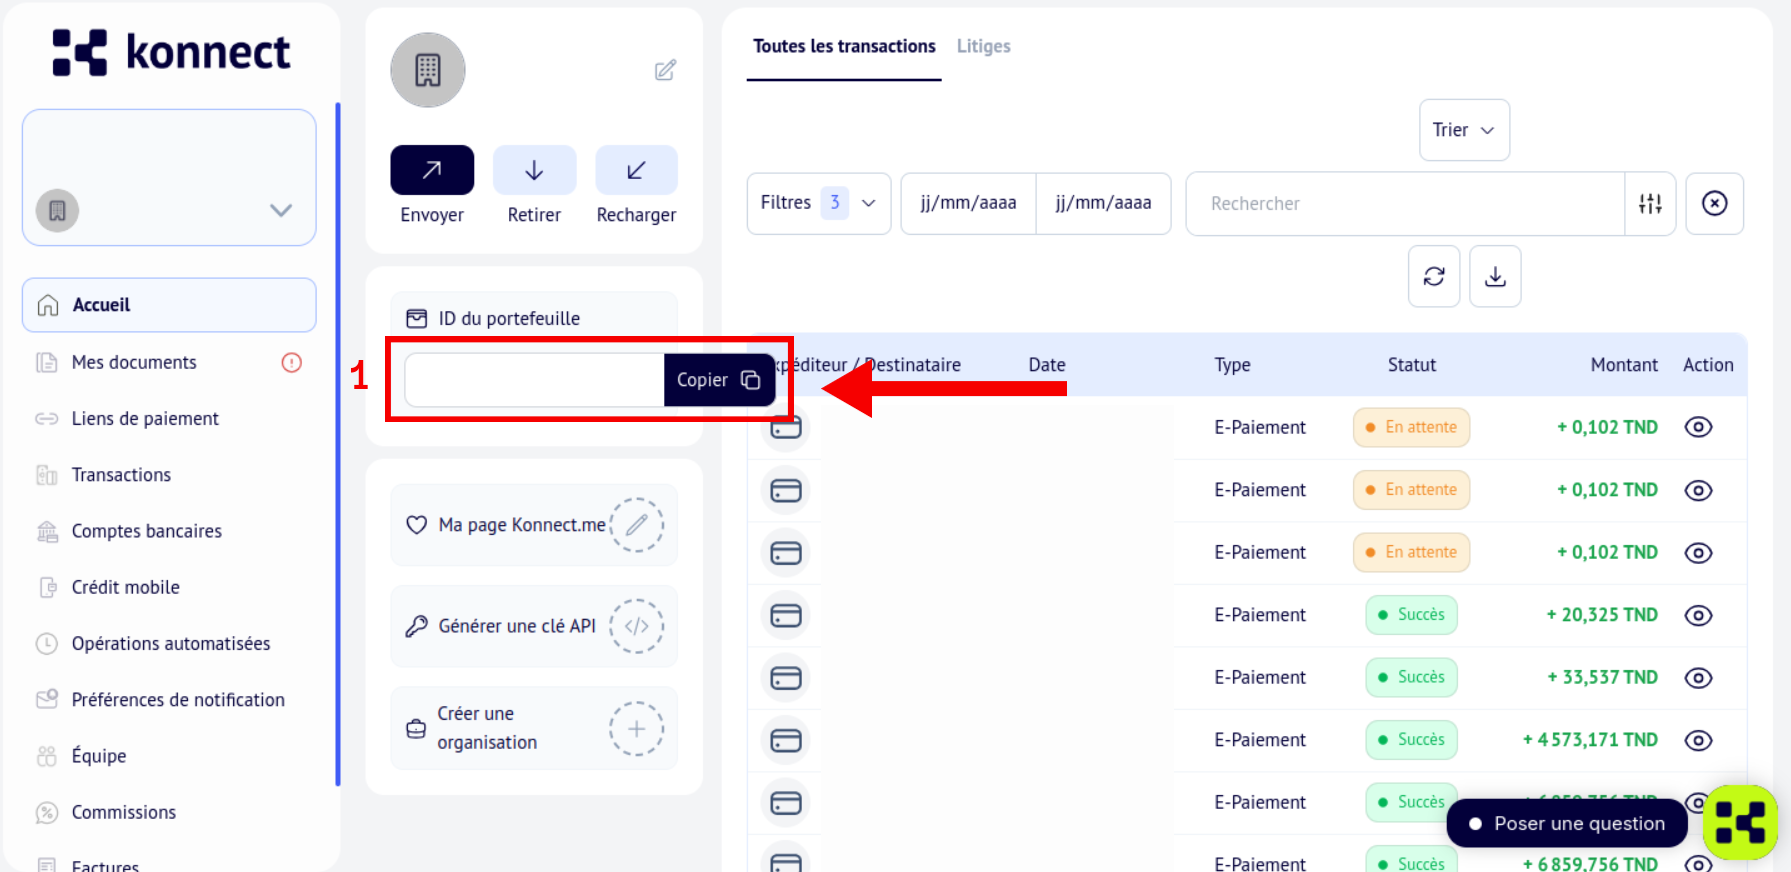 konnect
Accueil
Mes documents
Liens de paiement
Transactions
Comptes bancaires
Crédit mobile
Opérations automatisées
Préférences de notification
Équipe
Commissions
Factures
Envoyer
Retirer
Recharger
ID du portefeuille
1
Copier
Ma page Konnect.me
Générer une clé API
Créer une
organisation
Toutes les transactions Litiges
Trier
Filtres 3 jj/mm/aaaa jj/mm/aaaa Rechercher
Expéditeur / Destinataire Date Type Statut Montant Action
E-Paiement En attente + 0,102 TND
E-Paiement En attente + 0,102 TND
E-Paiement En attente + 0,102 TND
E-Paiement Succès + 20,325 TND
E-Paiement Succès + 33,537 TND
E-Paiement Succès + 4 573,171 TND
E-Paiement Succès + 6 859,756 TND
Poser une question
E-Paiement Succès + 6 859,756 TND